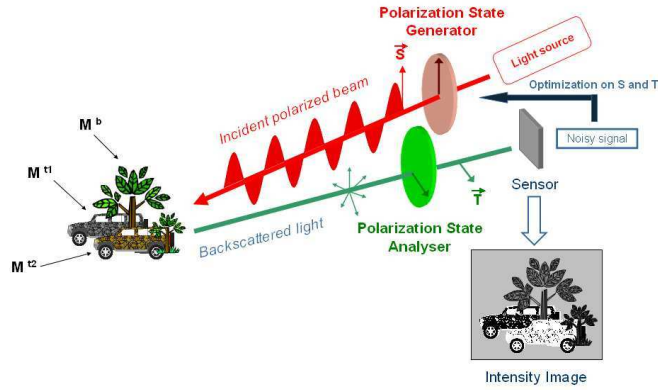 Polarization State
Generator
Light source
S
Optimization on S and T
Incident polarized beam
Noisy signal
M b
M t1
Sensor
T
M t2
Backscattered light
Polarization State
Analyser
Intensity Image